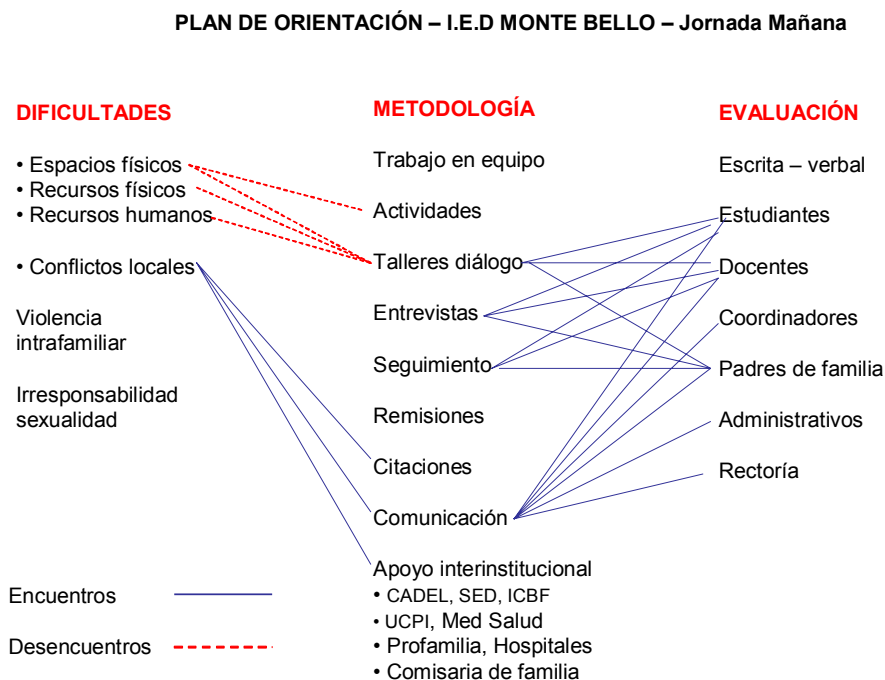 PLAN DE ORIENTACIÓN – I.E.D MONTE BELLO – Jornada Mañana
DIFICULTADES
• Espacios físicos
• Recursos físicos
• Recursos humanos
• Conflictos locales
Violencia
intrafamiliar
Irresponsabilidad
sexualidad
METODOLOGÍA
Trabajo en equipo
Actividades
Talleres diálogo
Entrevistas
Seguimiento
Remisiones
Citaciones
Comunicación
Apoyo interinstitucional
• CADEL, SED, ICBF
• UCPI, Med Salud
• Profamilia, Hospitales
• Comisaria de familia
EVALUACIÓN
Escrita – verbal
Estudiantes
Docentes
Coordinadores
Padres de familia
Administrativos
Rectoría
Encuentros
Desencuentros